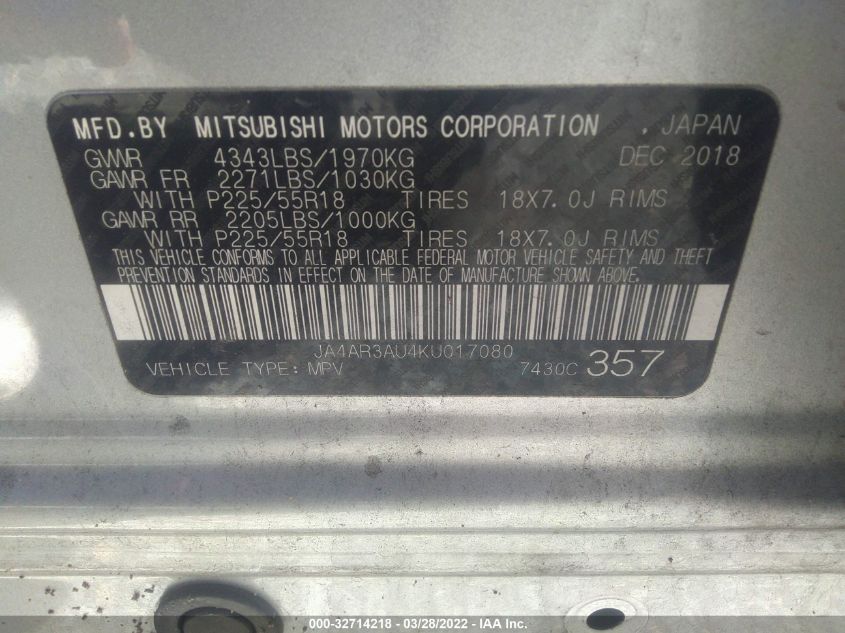 MFD.BY MITSUBISHI MOTORS CORPORATION . JAPAN
GVWR 4343LBS/1970KG DEC 2018
GAWR FR 2271LBS/1030KG
WITH P225/55R18 TIRES 18X7.0J RIMS
GAWR RR 2205LBS/1000KG
WITH P225/55R18 TIRES 18X7.0J RIMS
THIS VEHICLE CONFORMS TO ALL APPLICABLE FEDERAL MOTOR VEHICLE SAFETY AND THEFT
PREVENTION STANDARDS IN EFFECT ON THE DATE OF MANUFACTURE SHOWN ABOVE.
JA4AR3AU4KU017080
VEHICLE TYPE: MPV 7430C 357
000-32714218 - 03/28/2022 - IAA Inc.